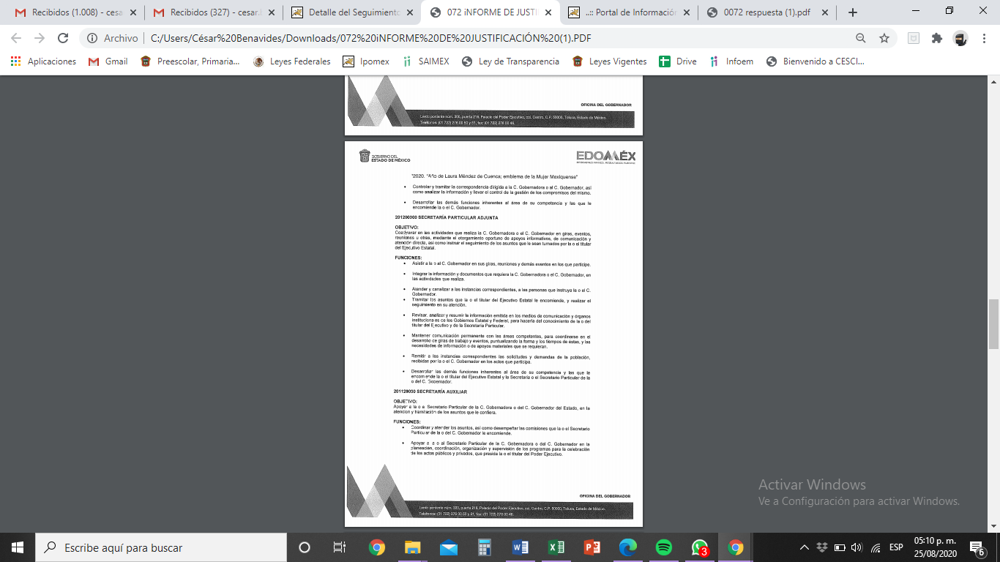 Recibidos (1.008) - cesa
Recibidos (327) - cesar.l
Detalle del Seguimiento
072 iNFORME DE JUSTI
..:: Portal de Información
0072 respuesta (1).pdf
Archivo
C:/Users/César%20Benavides/Downloads/072%20iNFORME%20DE%20JUSTIFICACIÓN%20(1).PDF
Aplicaciones
Gmail
Preescolar, Primaria...
Leyes Federales
Ipomex
SAIMEX
Ley de Transparencia
Leyes Vigentes
Drive
Infoem
Bienvenido a CESCI...
OFICINA DEL GOBERNADOR
Lerdo poniente núm. 300, puerta 216, Palacio del Poder Ejecutivo, col. Centro, C.P. 50000, Toluca, Estado de México.
Teléfonos: (01 722) 276 00 50 y 51, fax: (01 722) 276 00 46.
GOBIERNO DEL
ESTADO DE MÉXICO
EDOMÉX
DECISIONES FIRMES, RESULTADOS FUERTES.
"2020. "Año de Laura Méndez de Cuenca; emblema de la Mujer Mexiquense"
• Controlar y tramitar la correspondencia dirigida a la C. Gobernadora o al C. Gobernador, así
como analizar la información y llevar el control de la gestión de los compromisos del mismo.
• Desarrollar las demás funciones inherentes al área de su competencia y las que le
encomiende la o el C. Gobernador.
201200000 SECRETARÍA PARTICULAR ADJUNTA
OBJETIVO:
Coadyuvar en las actividades que realiza la C. Gobernadora o el C. Gobernador en giras, eventos,
reuniones u otras, mediante el otorgamiento oportuno de apoyos informativos, de comunicación y
atención directa, así como instruir el seguimiento de los asuntos que le sean turnados por la o el titular
del Ejecutivo Estatal.
FUNCIONES:
• Asistir a la o al C. Gobernador en sus giras, reuniones y demás eventos en los que participe.
• Integrar la información y documentos que requiera la C. Gobernadora o el C. Gobernador, en
las actividades que realiza.
• Atender y canalizar a las instancias correspondientes, a las personas que instruya la o el C.
Gobernador.
• Tramitar los asuntos que la o el titular del Ejecutivo Estatal le encomiende, y realizar el
seguimiento en su atención.
• Revisar, analizar y resumir la información emitida en los medios de comunicación y órganos
institucionales de los Gobiernos Estatal y Federal, para hacerla del conocimiento de la o del
titular del Ejecutivo y de la Secretaría Particular.
• Mantener comunicación permanente con las áreas competentes, para coordinarse en el
desarrollo de giras de trabajo y eventos, puntualizando la forma y los tiempos de éstas, y las
necesidades de información o de apoyos materiales que se requieran.
• Remitir a las instancias correspondientes las solicitudes y demandas de la población,
recibidas por la o el C. Gobernador en los actos que participa.
• Desarrollar las demás funciones inherentes al área de su competencia y las que le
encomiende la o el titular del Ejecutivo Estatal y la Secretaria o el Secretario Particular de la
o del C. Gobernador.
201120000 SECRETARÍA AUXILIAR
OBJETIVO:
Apoyar a la o al Secretario Particular de la C. Gobernadora o del C. Gobernador del Estado, en la
atención y tramitación de los asuntos que le confiera.
FUNCIONES:
• Coordinar y atender los asuntos, así como desempeñar las comisiones que la o el Secretario
Particular de la o del C. Gobernador le encomiende.
• Apoyar a la o al Secretario Particular de la C. Gobernadora o del C. Gobernador en la
planeación, coordinación, organización y supervisión de los programas para la celebración
de los actos públicos y privados, que presida la o el titular del Poder Ejecutivo.
OFICINA DEL GOBERNADOR
Lerdo poniente núm. 300, puerta 216, Palacio del Poder Ejecutivo, col. Centro, C.P. 50000, Toluca, Estado de México.
Teléfonos: (01 722) 276 00 50 y 51, fax: (01 722) 276 00 46.
Activar Windows
Ve a Configuración para activar Windows.
Escribe aquí para buscar
3
ESP
05:10 p. m.
25/08/2020
6